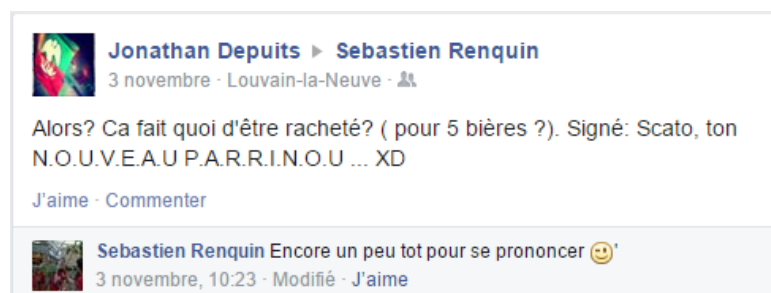 Jonathan Depuits ▸ Sebastien Renquin
3 novembre · Louvain-la-Neuve ·
Alors? Ca fait quoi d'être racheté? ( pour 5 bières ?). Signé: Scato, ton
N.O.U.V.E.A.U P.A.R.R.I.N.O.U ... XD
J'aime · Commenter
Sebastien Renquin Encore un peu tot pour se prononcer 😉'
3 novembre, 10:23 · Modifié · J'aime